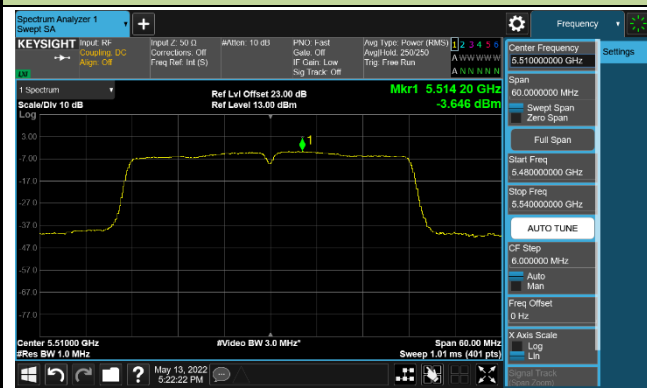 Spectrum Analyzer 1
Swept SA
+
Frequency
KEYSIGHT
Input: RF
Coupling: DC
Align: Off
Input Z: 50 Ω
Corrections: Off
Freq Ref: Int (S)
#Atten: 10 dB
PNO: Fast
Gate: Off
IF Gain: Low
Sig Track: Off
Avg Type: Power (RMS)
Avg|Hold: 250/250
Trig: Free Run
1 2 3 4 5 6
A W W W W W
A N N N N N
LXI
Center Frequency
5.510000000 GHz
Settings
Span
60.0000000 MHz
Swept Span
Zero Span
Full Span
Start Freq
5.480000000 GHz
Stop Freq
5.540000000 GHz
AUTO TUNE
CF Step
6.000000 MHz
Auto
Man
Freq Offset
0 Hz
X Axis Scale
Log
Lin
Signal Track
(Span Zoom)
1 Spectrum
Scale/Div 10 dB
Log
Ref Lvl Offset 23.00 dB
Ref Level 13.00 dBm
Mkr1 5.514 20 GHz
-3.646 dBm
1
3.00
-7.00
-17.0
-27.0
-37.0
-47.0
-57.0
-67.0
-77.0
Center 5.51000 GHz
#Res BW 1.0 MHz
#Video BW 3.0 MHz*
Span 60.00 MHz
Sweep 1.01 ms (401 pts)
?
May 13, 2022
5:22:22 PM